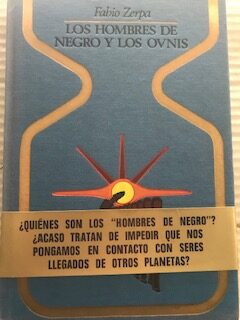 Fabio Zerpa
LOS HOMBRES DE
NEGRO Y LOS OVNIS
¿QUIÉNES SON LOS "HOMBRES DE NEGRO"?
¿ACASO TRATAN DE IMPEDIR QUE NOS
PONGAMOS EN CONTACTO CON SERES
LLEGADOS DE OTROS PLANETAS?